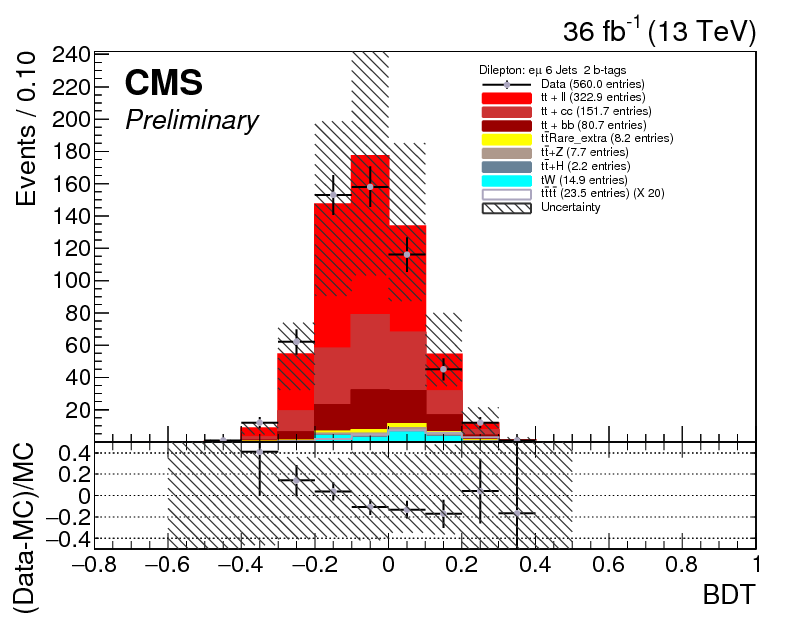 36 fb-1 (13 TeV)
CMS
Preliminary
Events / 0.10
240
220
200
180
160
140
120
100
80
60
40
20
Dilepton: eμ 6 Jets 2 b-tags
Data (560.0 entries)
tt + ll (322.9 entries)
tt + cc (151.7 entries)
tt + bb (80.7 entries)
tt̄Rare_extra (8.2 entries)
tt̄+Z (7.7 entries)
tt̄+H (2.2 entries)
tW (14.9 entries)
tt̄tt̄ (23.5 entries) (X 20)
Uncertainty
(Data-MC)/MC
0.4
0.2
0
−0.2
−0.4
−0.8 −0.6 −0.4 −0.2 0 0.2 0.4 0.6 0.8 1
BDT